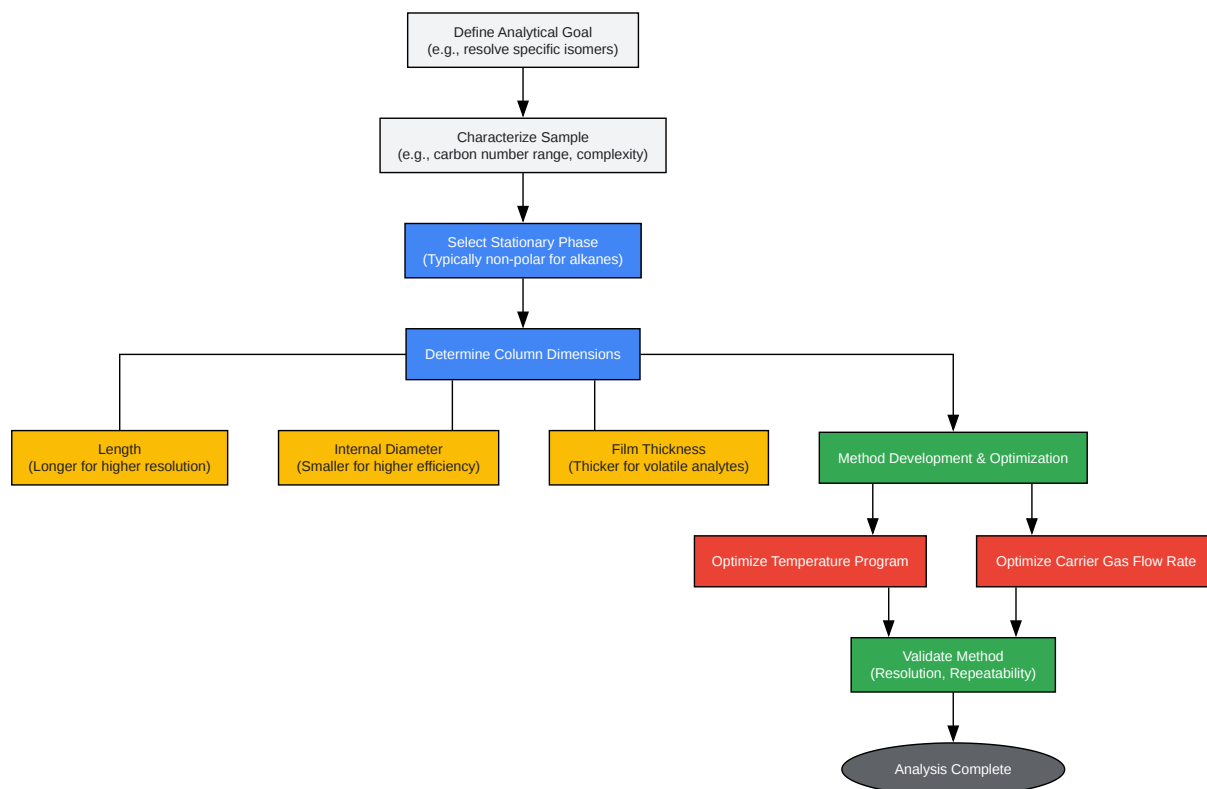 Define Analytical Goal
(e.g., resolve specific isomers)
Characterize Sample
(e.g., carbon number range, complexity)
Select Stationary Phase
(Typically non-polar for alkanes)
Determine Column Dimensions
Length
(Longer for higher resolution)
Internal Diameter
(Smaller for higher efficiency)
Film Thickness
(Thicker for volatile analytes)
Method Development & Optimization
Optimize Temperature Program
Optimize Carrier Gas Flow Rate
Validate Method
(Resolution, Repeatability)
Analysis Complete